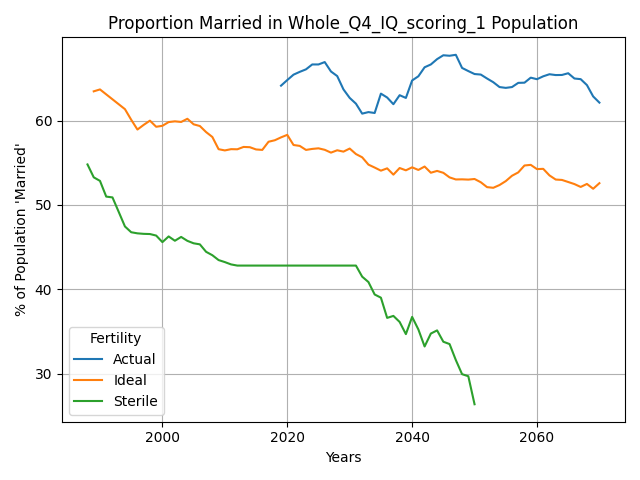 Proportion Married in Whole_Q4_IQ_scoring_1 Population
% of Population 'Married'
60
50
40
30
Fertility
Actual
Ideal
Sterile
2000
2020
2040
2060
Years